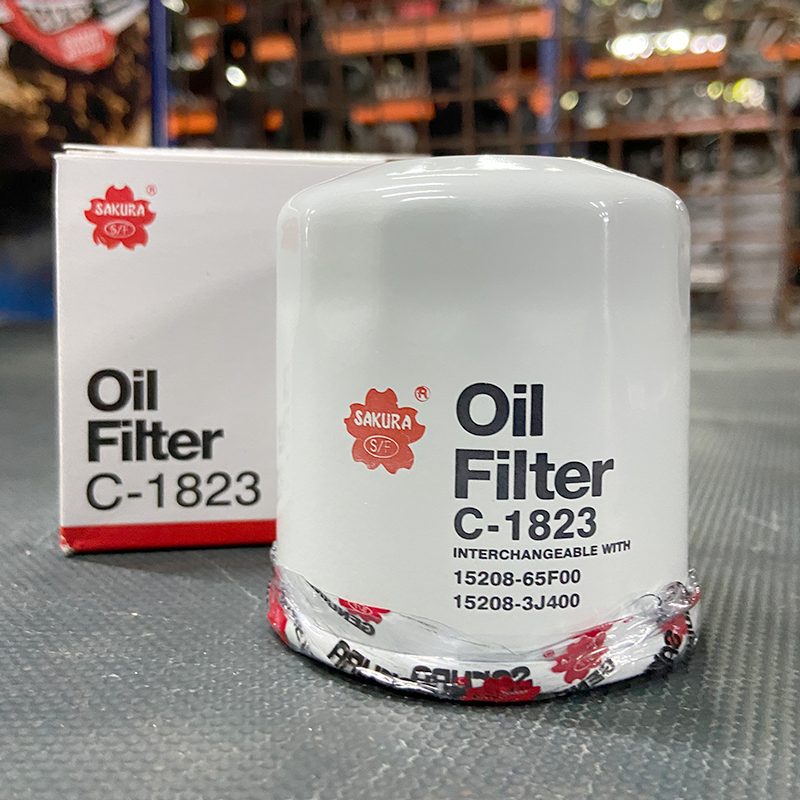 SAKURA
®
S/F
Oil
Filter
C-1823
SAKURA
®
S/F
Oil
Filter
C-1823
INTERCHANGEABLE WITH
15208-65F00
15208-3J400